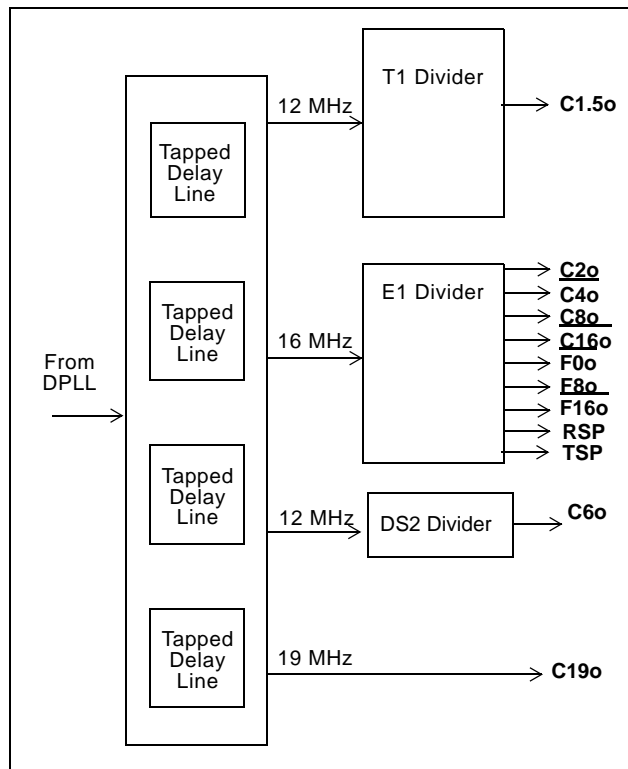 T1 Divider
12 MHz
C1.5o
Tapped
Delay
Line
E1 Divider
16 MHz
C2o
C4o
C8o
C16o
F0o
F8o
F16o
RSP
TSP
Tapped
Delay
Line
From
DPLL
Tapped
Delay
Line
12 MHz
DS2 Divider
C6o
Tapped
Delay
Line
19 MHz
C19o